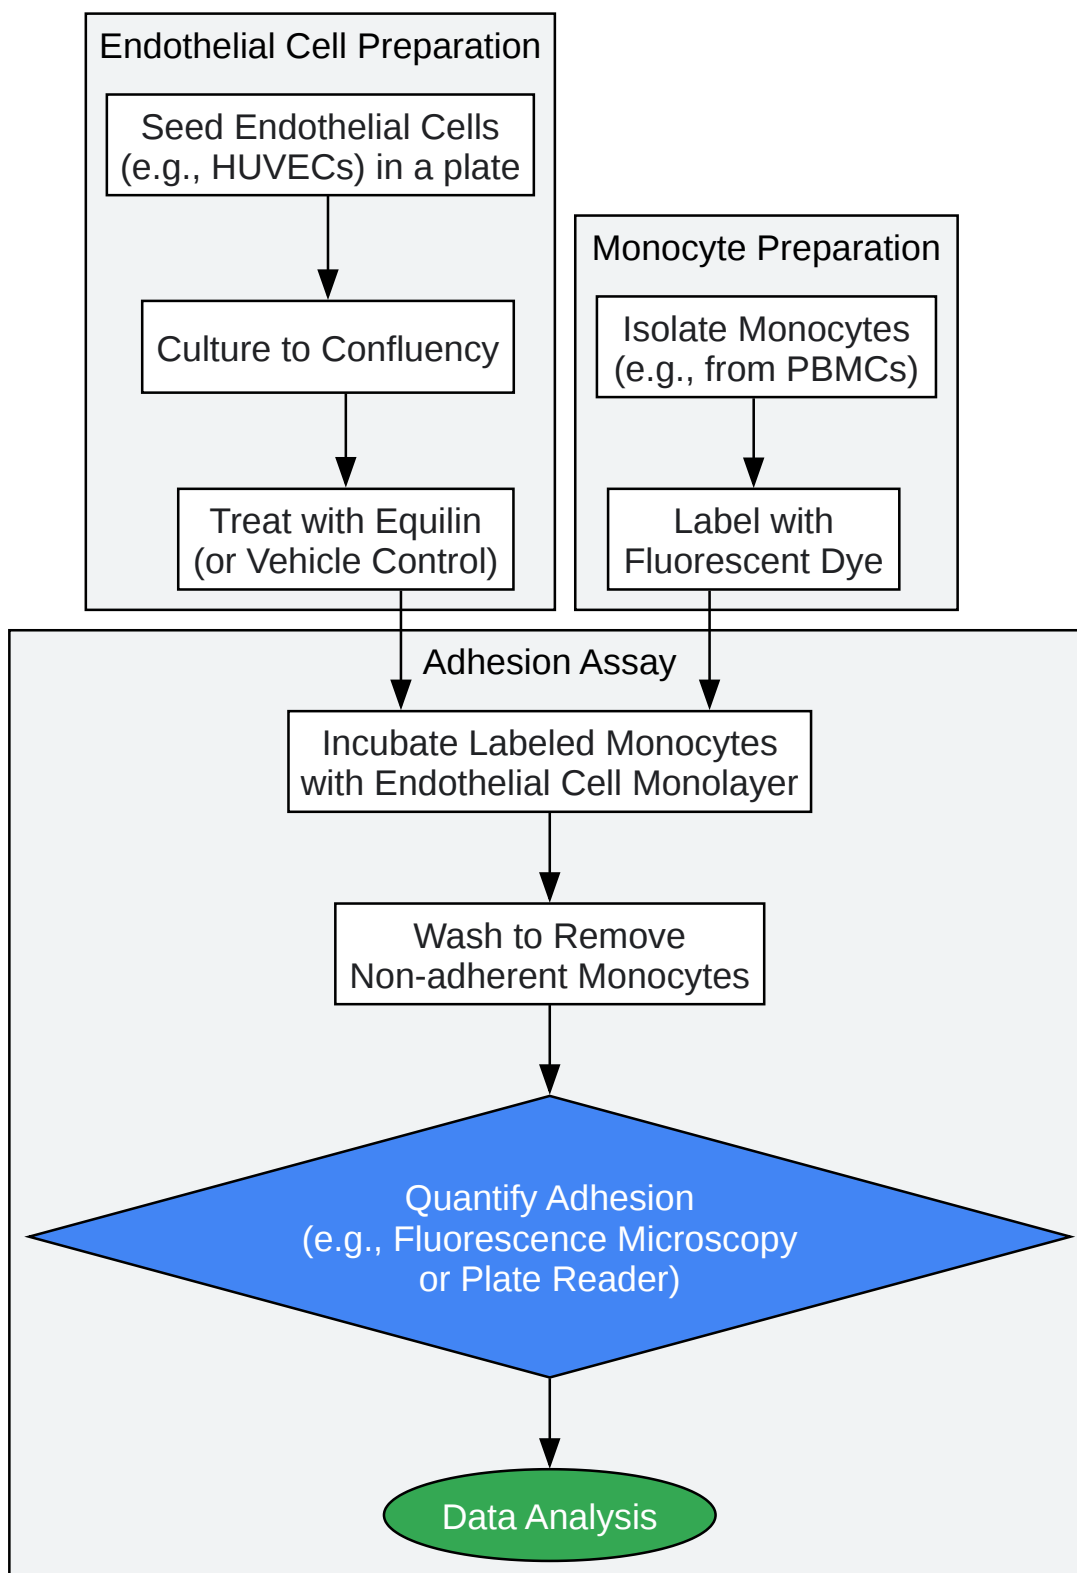 Endothelial Cell Preparation
Seed Endothelial Cells
(e.g., HUVECs) in a plate
Culture to Confluency
Treat with Equilin
(or Vehicle Control)
Monocyte Preparation
Isolate Monocytes
(e.g., from PBMCs)
Label with
Fluorescent Dye
Adhesion Assay
Incubate Labeled Monocytes
with Endothelial Cell Monolayer
Wash to Remove
Non-adherent Monocytes
Quantify Adhesion
(e.g., Fluorescence Microscopy
or Plate Reader)
Data Analysis